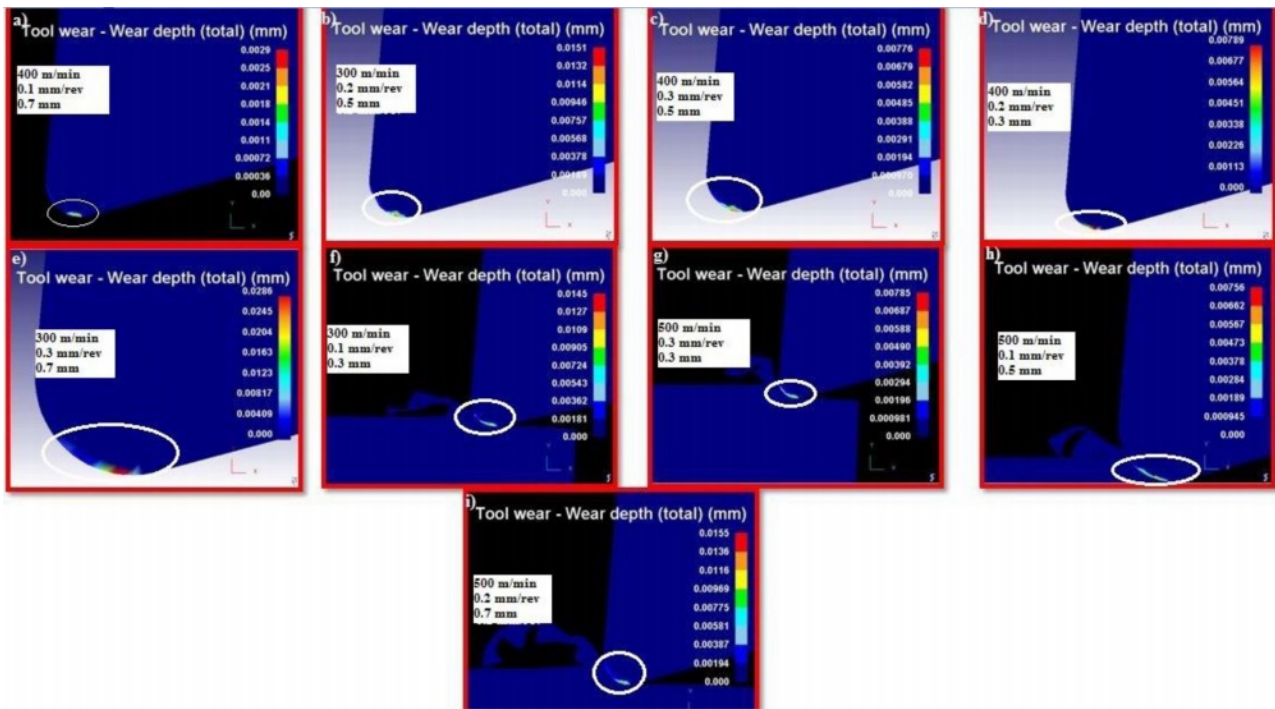 a)
Tool wear - Wear depth (total) (mm)
400 m/min
0.1 mm/rev
0.7 mm
0.0029
0.0025
0.0021
0.0018
0.0014
0.0011
0.00072
0.00036
0.00
b)
Tool wear - Wear depth (total) (mm)
300 m/min
0.2 mm/rev
0.5 mm
0.0151
0.0132
0.0114
0.00946
0.00757
0.00568
0.00378
0.00189
0.000
c)
Tool wear - Wear depth (total) (mm)
400 m/min
0.3 mm/rev
0.5 mm
0.00776
0.00679
0.00582
0.00485
0.00388
0.00291
0.00194
0.000970
0.000
d)
Tool wear - Wear depth (total) (mm)
400 m/min
0.2 mm/rev
0.3 mm
0.00789
0.00677
0.00564
0.00451
0.00338
0.00226
0.00113
0.000
e)
Tool wear - Wear depth (total) (mm)
300 m/min
0.3 mm/rev
0.7 mm
0.0286
0.0245
0.0204
0.0163
0.0123
0.00817
0.00409
0.000
f)
Tool wear - Wear depth (total) (mm)
300 m/min
0.1 mm/rev
0.3 mm
0.0145
0.0127
0.0109
0.00905
0.00724
0.00543
0.00362
0.00181
0.000
g)
Tool wear - Wear depth (total) (mm)
500 m/min
0.3 mm/rev
0.3 mm
0.00785
0.00687
0.00588
0.00490
0.00392
0.00294
0.00196
0.000981
0.000
h)
Tool wear - Wear depth (total) (mm)
500 m/min
0.1 mm/rev
0.5 mm
0.00756
0.00662
0.00567
0.00473
0.00378
0.00284
0.00189
0.000945
0.000
i)
Tool wear - Wear depth (total) (mm)
500 m/min
0.2 mm/rev
0.7 mm
0.0155
0.0136
0.0116
0.00969
0.00775
0.00581
0.00387
0.00194
0.000